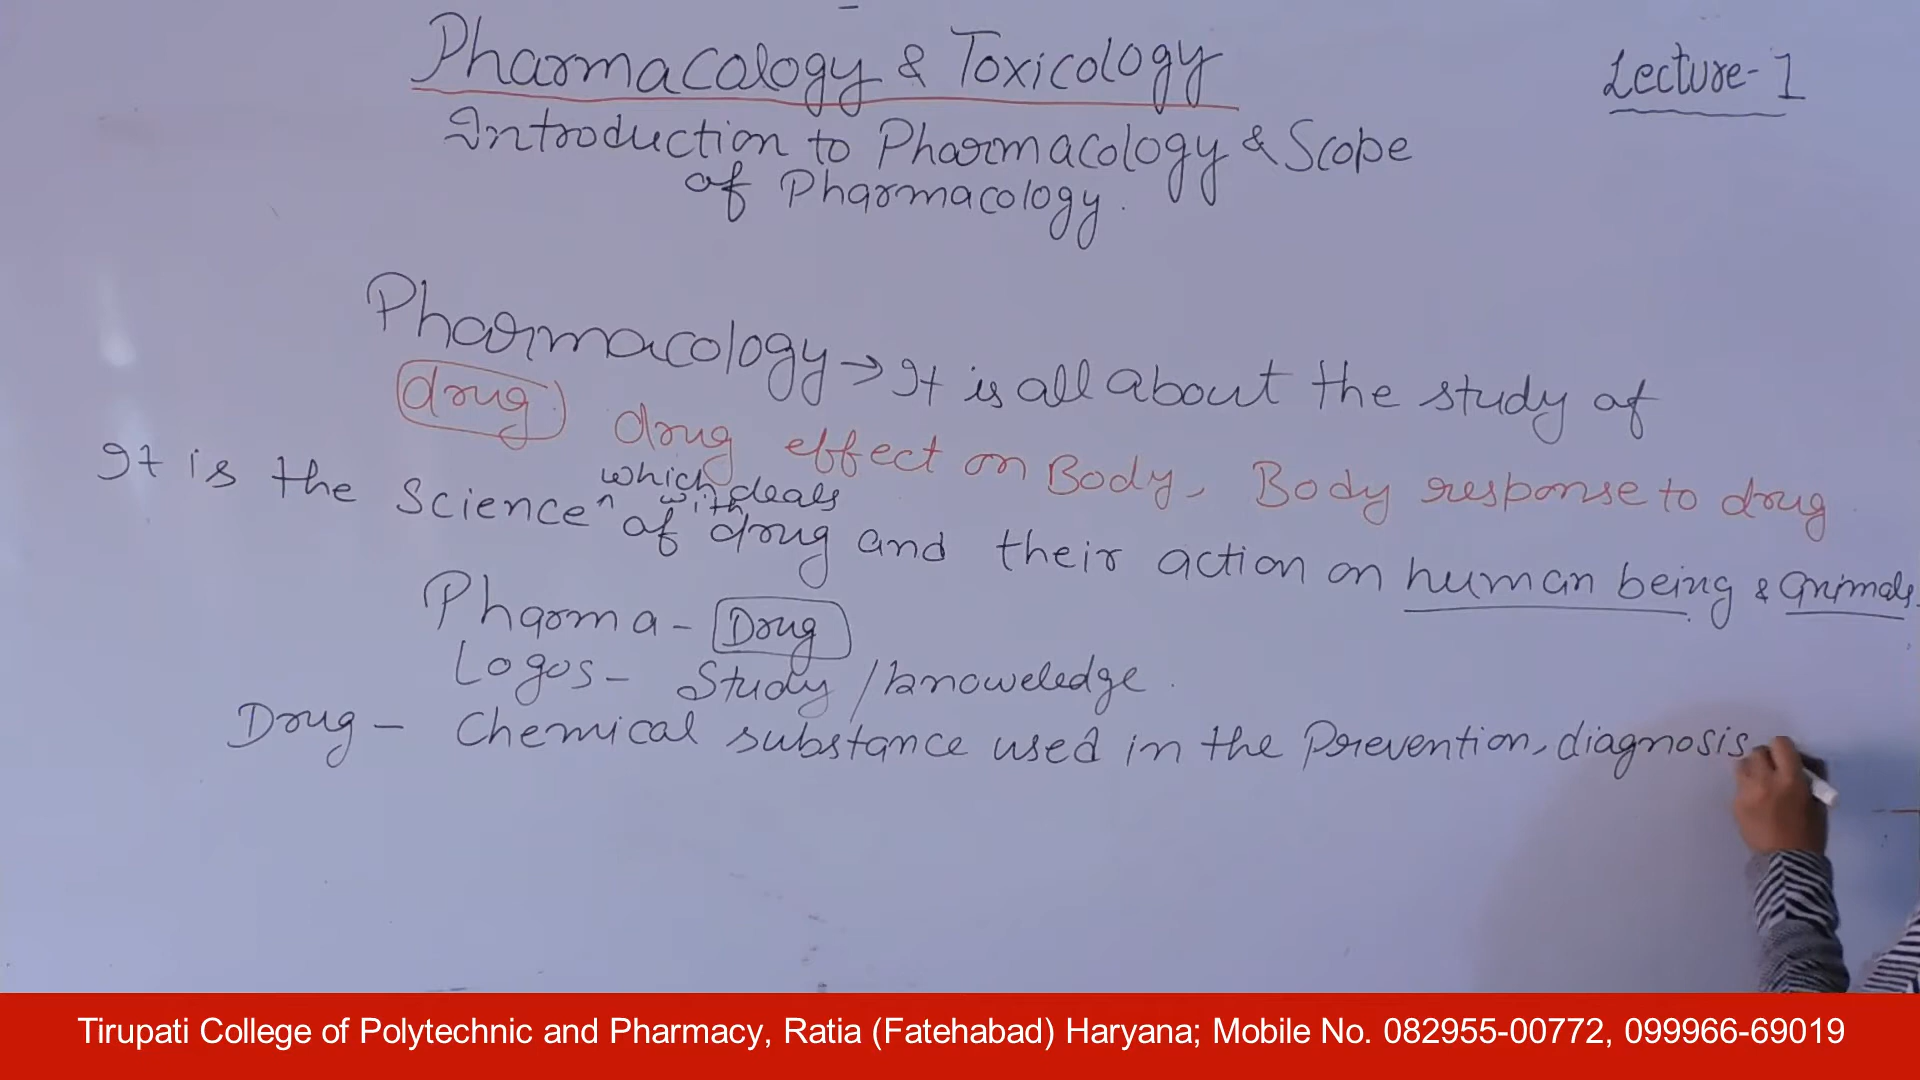 Pharmacology & Toxicology
Lecture-1
Introduction to Pharmacology & Scope
of Pharmacology.
Pharmacology → It is all about the study of
drug drug effect on Body, Body response to drug
which deals
with
It is the Science ^ of drug and their action on human being & animals.
Pharma - Drug
Logos - Study / knoweledge.
Drug - Chemical substance used in the Prevention, diagnosis
Tirupati College of Polytechnic and Pharmacy, Ratia (Fatehabad) Haryana; Mobile No. 082955-00772, 099966-69019